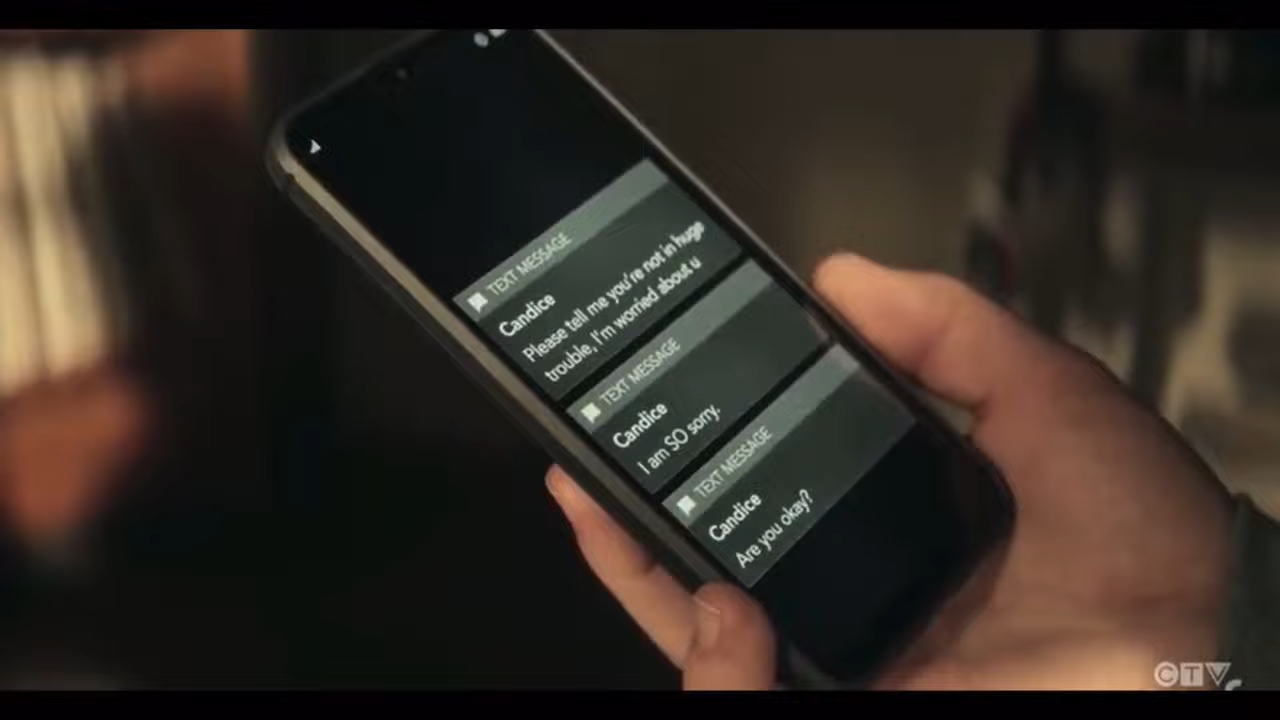 TEXT MESSAGE
Candice
Please tell me you're not in huge
trouble, I'm worried about u
TEXT MESSAGE
Candice
I am SO sorry.
TEXT MESSAGE
Candice
Are you okay?
CTV